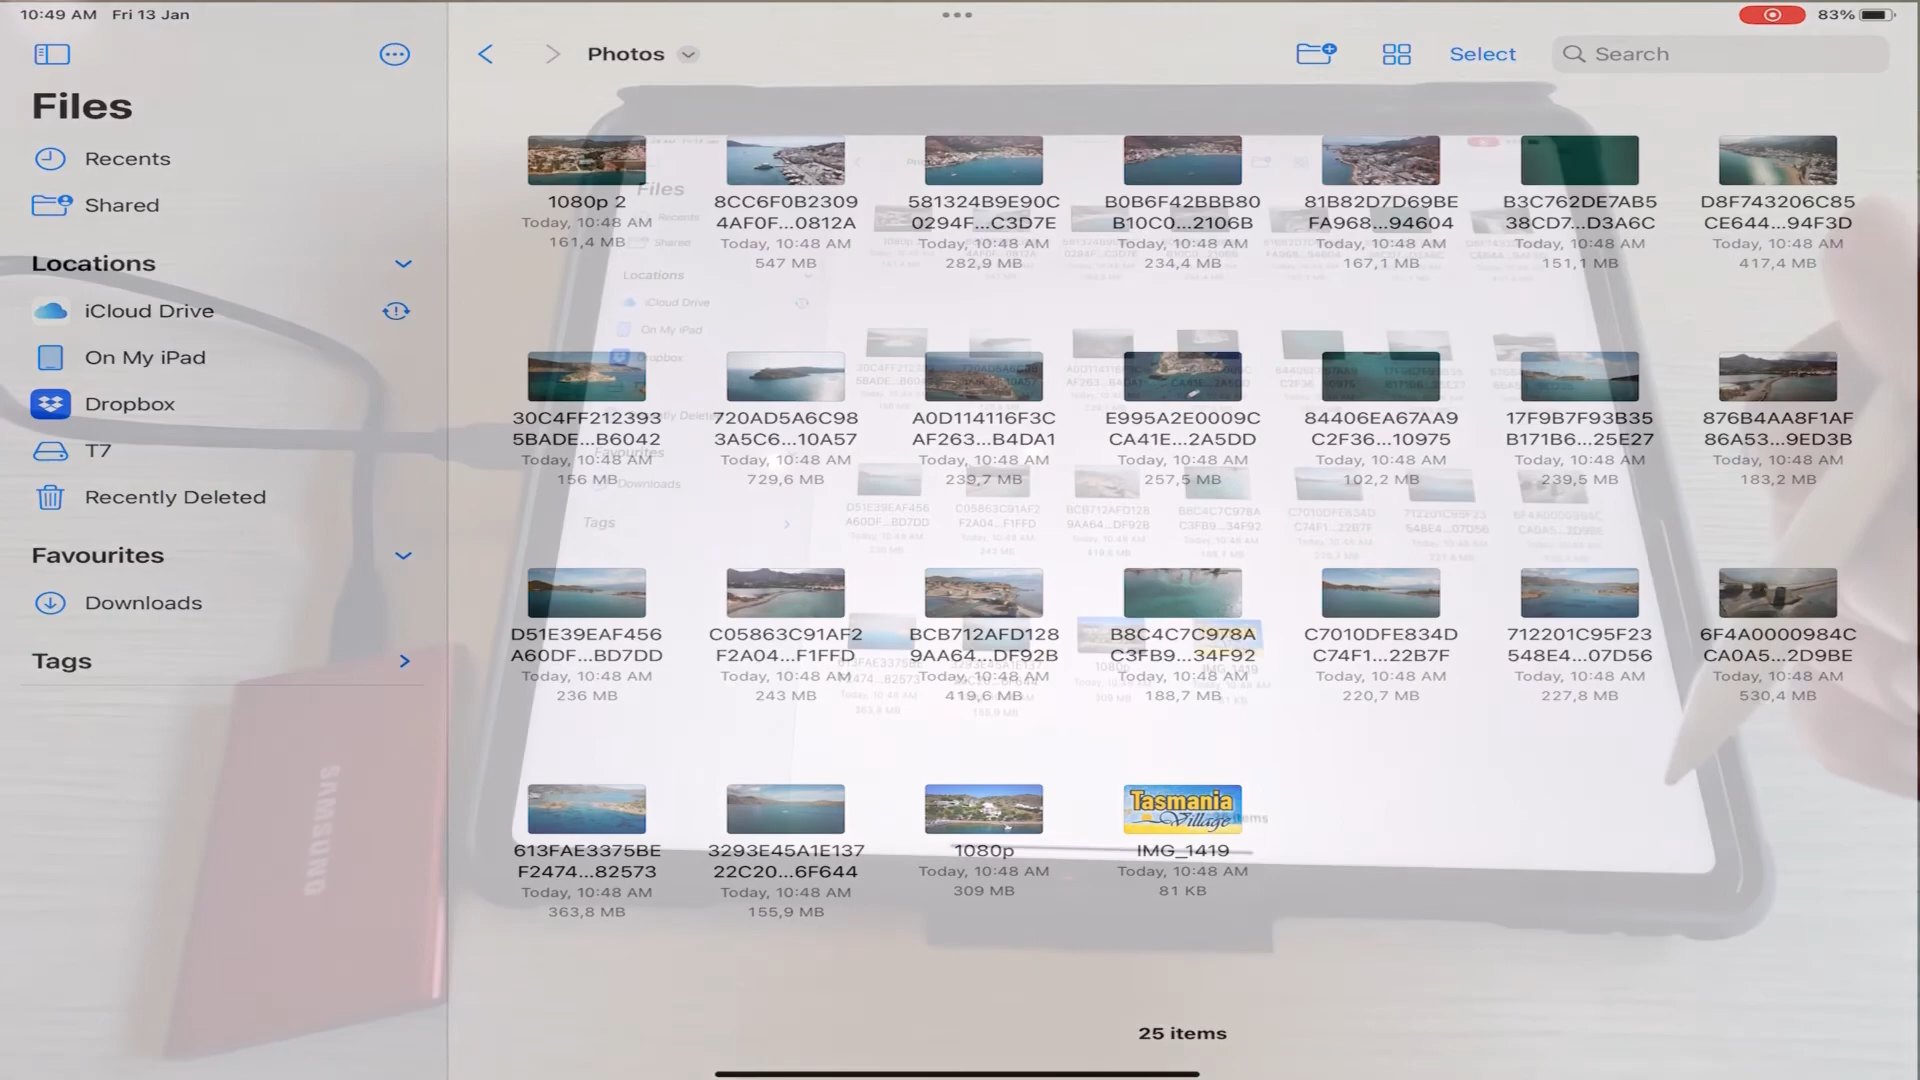 10:49 AM Fri 13 Jan
83%
Files
Recents
Shared
Locations
iCloud Drive
On My iPad
Dropbox
T7
Recently Deleted
Favourites
Downloads
Tags
Photos
Select
Search
1080p 2
Today, 10:48 AM
161,4 MB
8CC6F0B2309
4AF0F...0812A
Today, 10:48 AM
547 MB
581324B9E90C
0294F...C3D7E
Today, 10:48 AM
282,9 MB
B0B6F42BBB80
B10C0...2106B
Today, 10:48 AM
234,4 MB
81B82D7D69BE
FA968...94604
Today, 10:48 AM
167,1 MB
B3C762DE7AB5
38CD7...D3A6C
Today, 10:48 AM
151,1 MB
D8F743206C85
CE644...94F3D
Today, 10:48 AM
417,4 MB
30C4FF212393
5BADE...B6042
Today, 10:48 AM
156 MB
720AD5A6C98
3A5C6...10A57
Today, 10:48 AM
729,6 MB
A0D114116F3C
AF263...B4DA1
Today, 10:48 AM
239,7 MB
E995A2E0009C
CA41E...2A5DD
Today, 10:48 AM
257,5 MB
84406EA67AA9
C2F36...10975
Today, 10:48 AM
102,2 MB
17F9B7F93B35
B171B6...25E27
Today, 10:48 AM
239,5 MB
876B4AA8F1AF
86A53...9ED3B
Today, 10:48 AM
183,2 MB
D51E39EAF456
A60DF...BD7DD
Today, 10:48 AM
236 MB
C05863C91AF2
F2A04...F1FFD
Today, 10:48 AM
243 MB
BCB712AFD128
9AA64...DF92B
Today, 10:48 AM
419,6 MB
B8C4C7C978A
C3FB9...34F92
Today, 10:48 AM
188,7 MB
C7010DFE834D
C74F1...22B7F
Today, 10:48 AM
220,7 MB
712201C95F23
548E4...07D56
Today, 10:48 AM
227,8 MB
6F4A0000984C
CA0A5...2D9BE
Today, 10:48 AM
530,4 MB
613FAE3375BE
F2474...82573
Today, 10:48 AM
363,8 MB
3293E45A1E137
22C20...6F644
Today, 10:48 AM
155,9 MB
1080p
Today, 10:48 AM
309 MB
Tasmania
Village
IMG_1419
Today, 10:48 AM
81 KB
25 items
SAMSUNG
Files
Locations
iCloud Drive
On My iPad
Dropbox
Favourites
Downloads
Tags